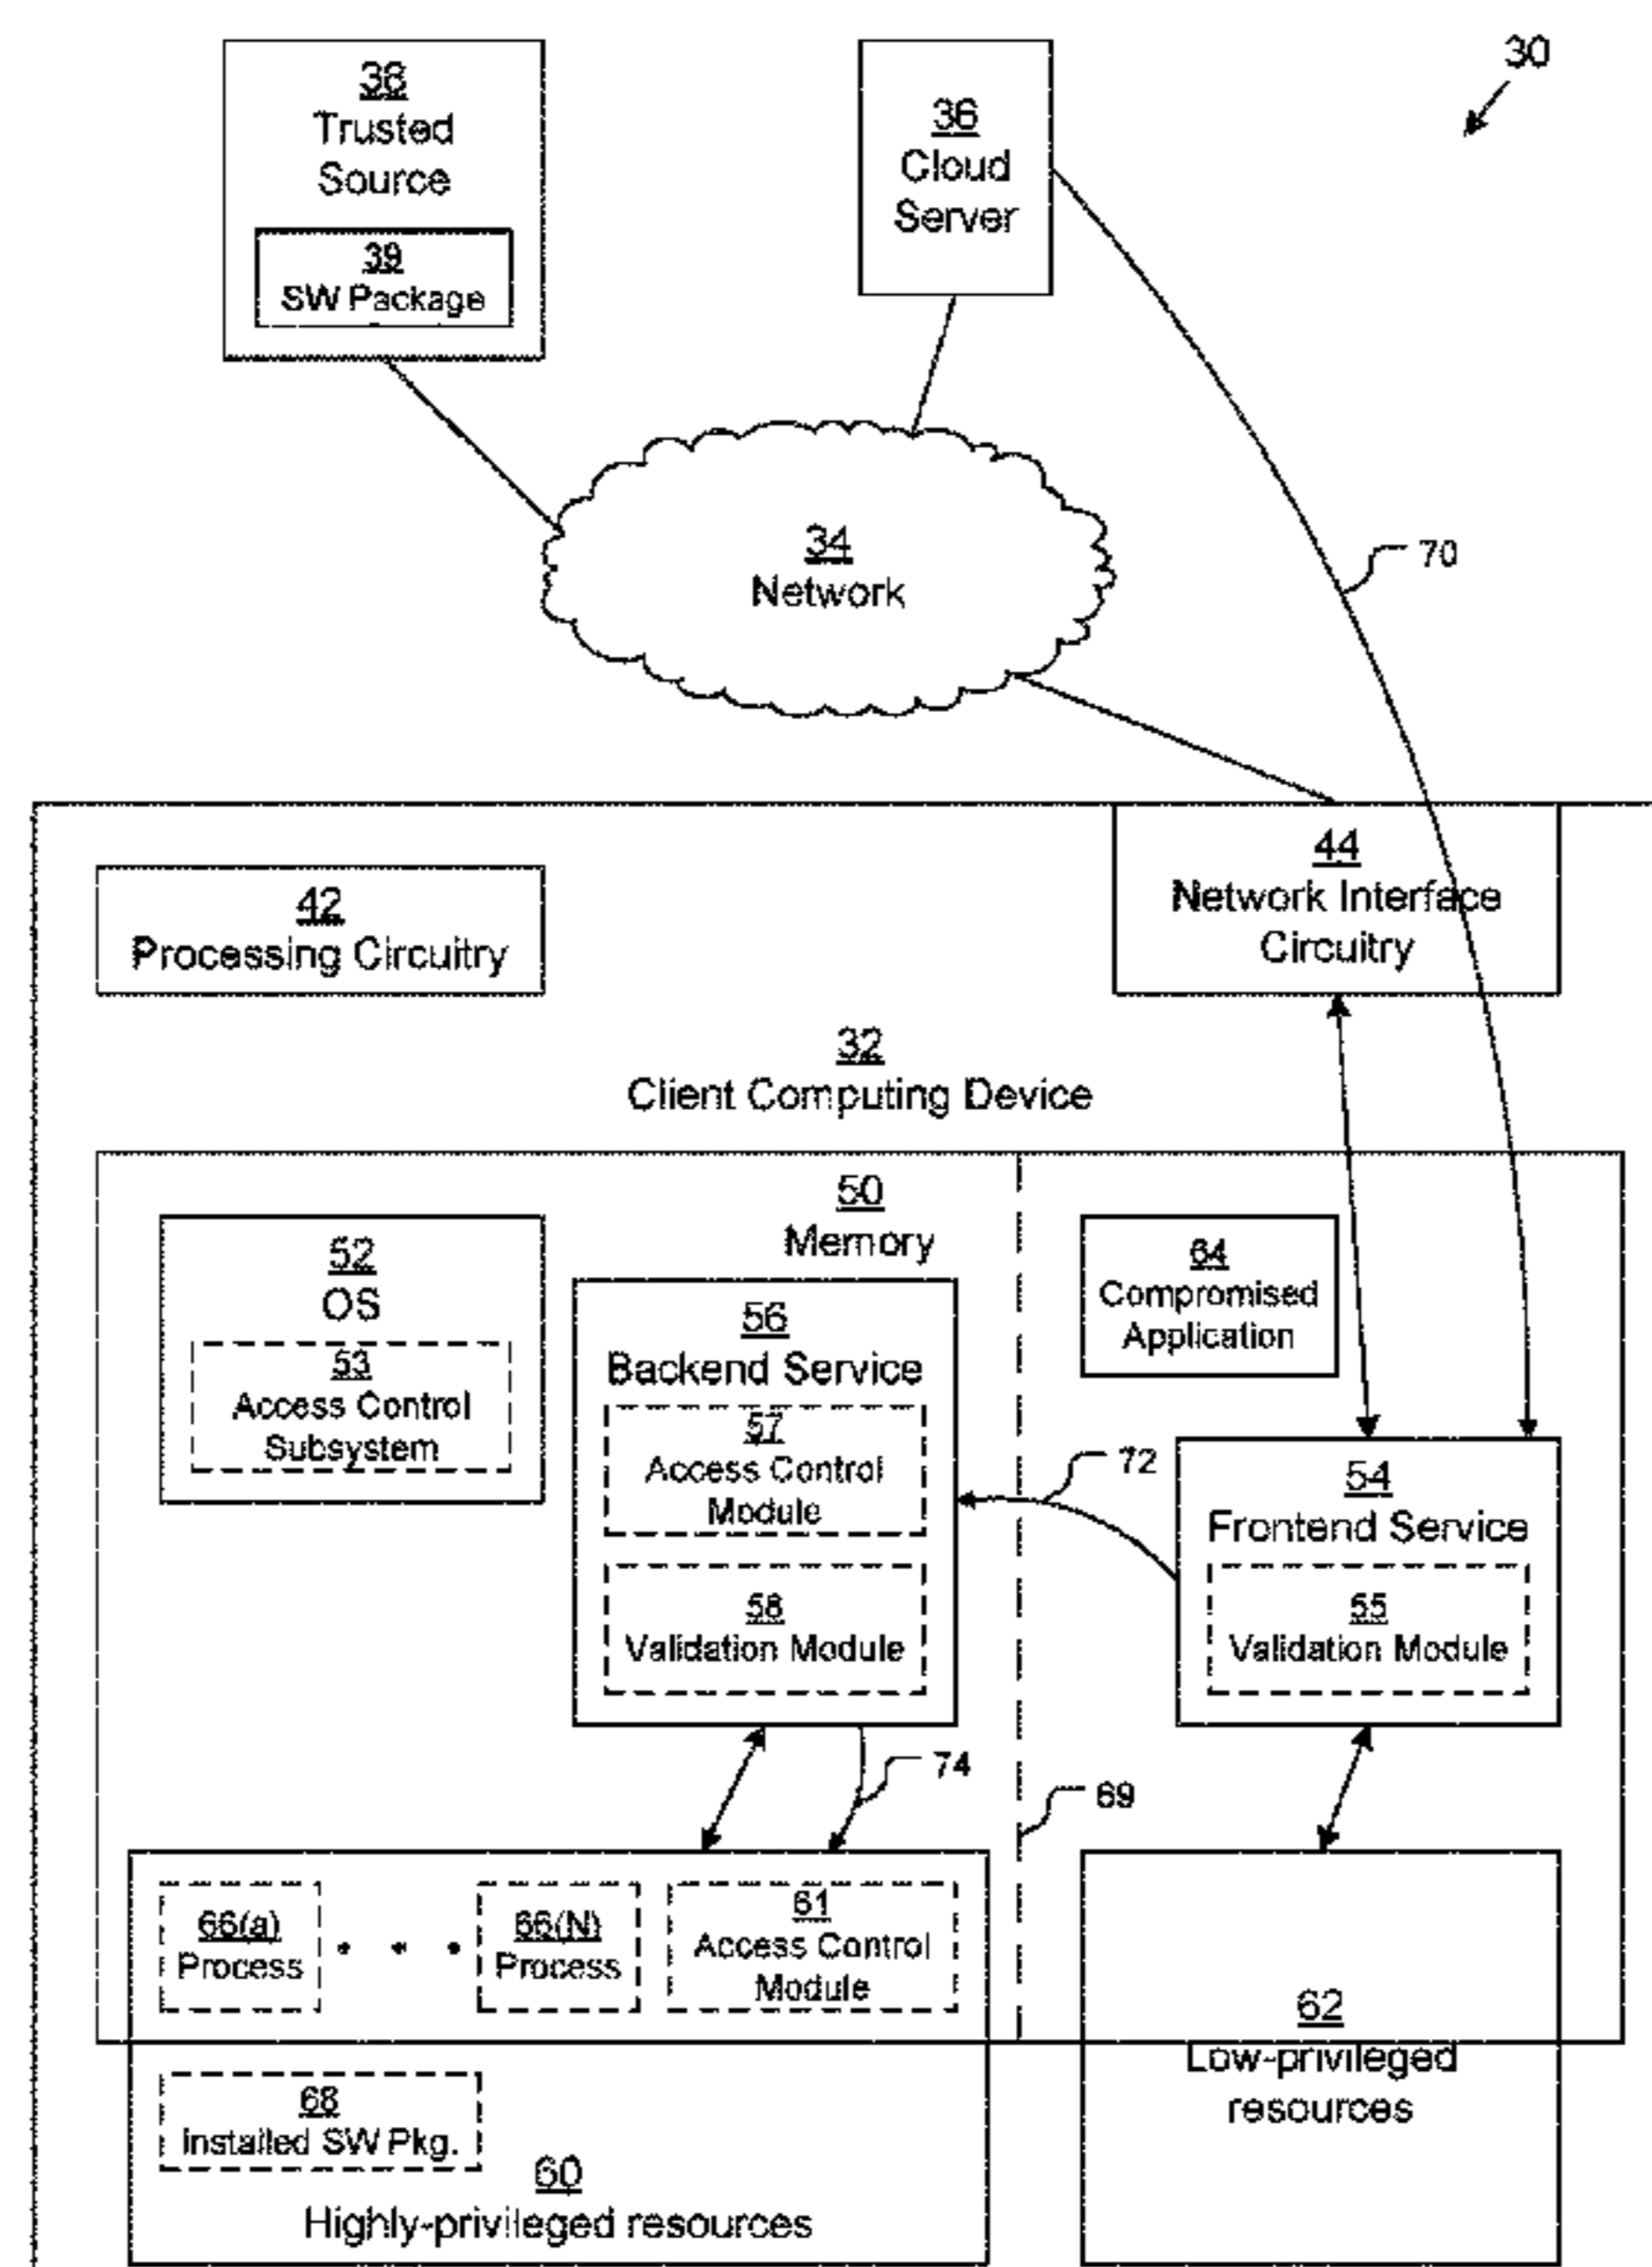 30
38
Trusted
Source
39
SW Package
36
Cloud
Server
34
Network
70
42
Processing Circuitry
44
Network Interface
Circuitry
32
Client Computing Device
50
Memory
52
OS
53
Access Control
Subsystem
56
Backend Service
57
Access Control
Module
58
Validation Module
64
Compromised
Application
72
54
Frontend Service
55
Validation Module
74
69
66(a)
Process
66(N)
Process
61
Access Control
Module
62
Low-privileged
resources
68
Installed SW Pkg.
60
Highly-privileged resources